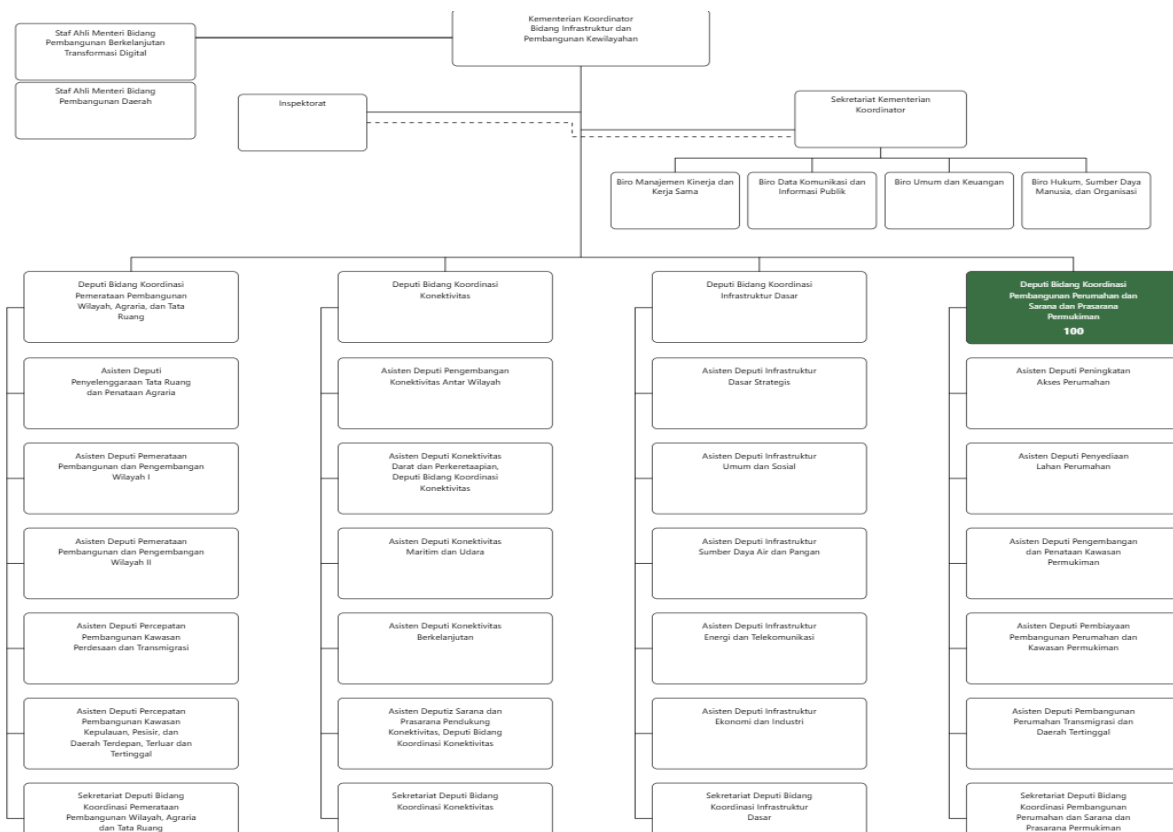 Kementerian Koordinator
Bidang Infrastruktur dan
Pembangunan Kewilayahan
Staf Ahli Menteri Bidang
Pembangunan Berkelanjutan
Transformasi Digital
Staf Ahli Menteri Bidang
Pembangunan Daerah
Inspektorat
Sekretariat Kementerian
Koordinator
Biro Manajemen Kinerja dan
Kerja Sama
Biro Data Komunikasi dan
Informasi Publik
Biro Umum dan Keuangan
Biro Hukum, Sumber Daya
Manusia, dan Organisasi
Deputi Bidang Koordinasi
Pemerataan Pembangunan
Wilayah, Agraria, dan Tata
Ruang
Asisten Deputi
Penyelenggaraan Tata Ruang
dan Penataan Agraria
Asisten Deputi Pemerataan
Pembangunan dan Pengembangan
Wilayah I
Asisten Deputi Pemerataan
Pembangunan dan Pengembangan
Wilayah II
Asisten Deputi Percepatan
Pembangunan Kawasan
Perdesaan dan Transmigrasi
Asisten Deputi Percepatan
Pembangunan Kawasan
Kepulauan, Pesisir, dan
Daerah Terdepan, Terluar dan
Tertinggal
Sekretariat Deputi Bidang
Koordinasi Pemerataan
Pembangunan Wilayah, Agraria
dan Tata Ruang
Deputi Bidang Koordinasi
Konektivitas
Asisten Deputi Pengembangan
Konektivitas Antar Wilayah
Asisten Deputi Konektivitas
Darat dan Perkeretaapian,
Deputi Bidang Koordinasi
Konektivitas
Asisten Deputi Konektivitas
Maritim dan Udara
Asisten Deputi Konektivitas
Berkelanjutan
Asisten Deputiz Sarana dan
Prasarana Pendukung
Konektivitas, Deputi Bidang
Koordinasi Konektivitas
Sekretariat Deputi Bidang
Koordinasi Konektivitas
Deputi Bidang Koordinasi
Infrastruktur Dasar
Asisten Deputi Infrastruktur
Dasar Strategis
Asisten Deputi Infrastruktur
Umum dan Sosial
Asisten Deputi Infrastruktur
Sumber Daya Air dan Pangan
Asisten Deputi Infrastruktur
Energi dan Telekomunikasi
Asisten Deputi Infrastruktur
Ekonomi dan Industri
Sekretariat Deputi Bidang
Koordinasi Infrastruktur
Dasar
Deputi Bidang Koordinasi
Pembangunan Perumahan dan
Sarana dan Prasarana
Permukiman
100
Asisten Deputi Peningkatan
Akses Perumahan
Asisten Deputi Penyediaan
Lahan Perumahan
Asisten Deputi Pengembangan
dan Penataan Kawasan
Permukiman
Asisten Deputi Pembiayaan
Pembangunan Perumahan dan
Kawasan Permukiman
Asisten Deputi Pembangunan
Perumahan Transmigrasi dan
Daerah Tertinggal
Sekretariat Deputi Bidang
Koordinasi Pembangunan
Perumahan dan Sarana dan
Prasarana Permukiman